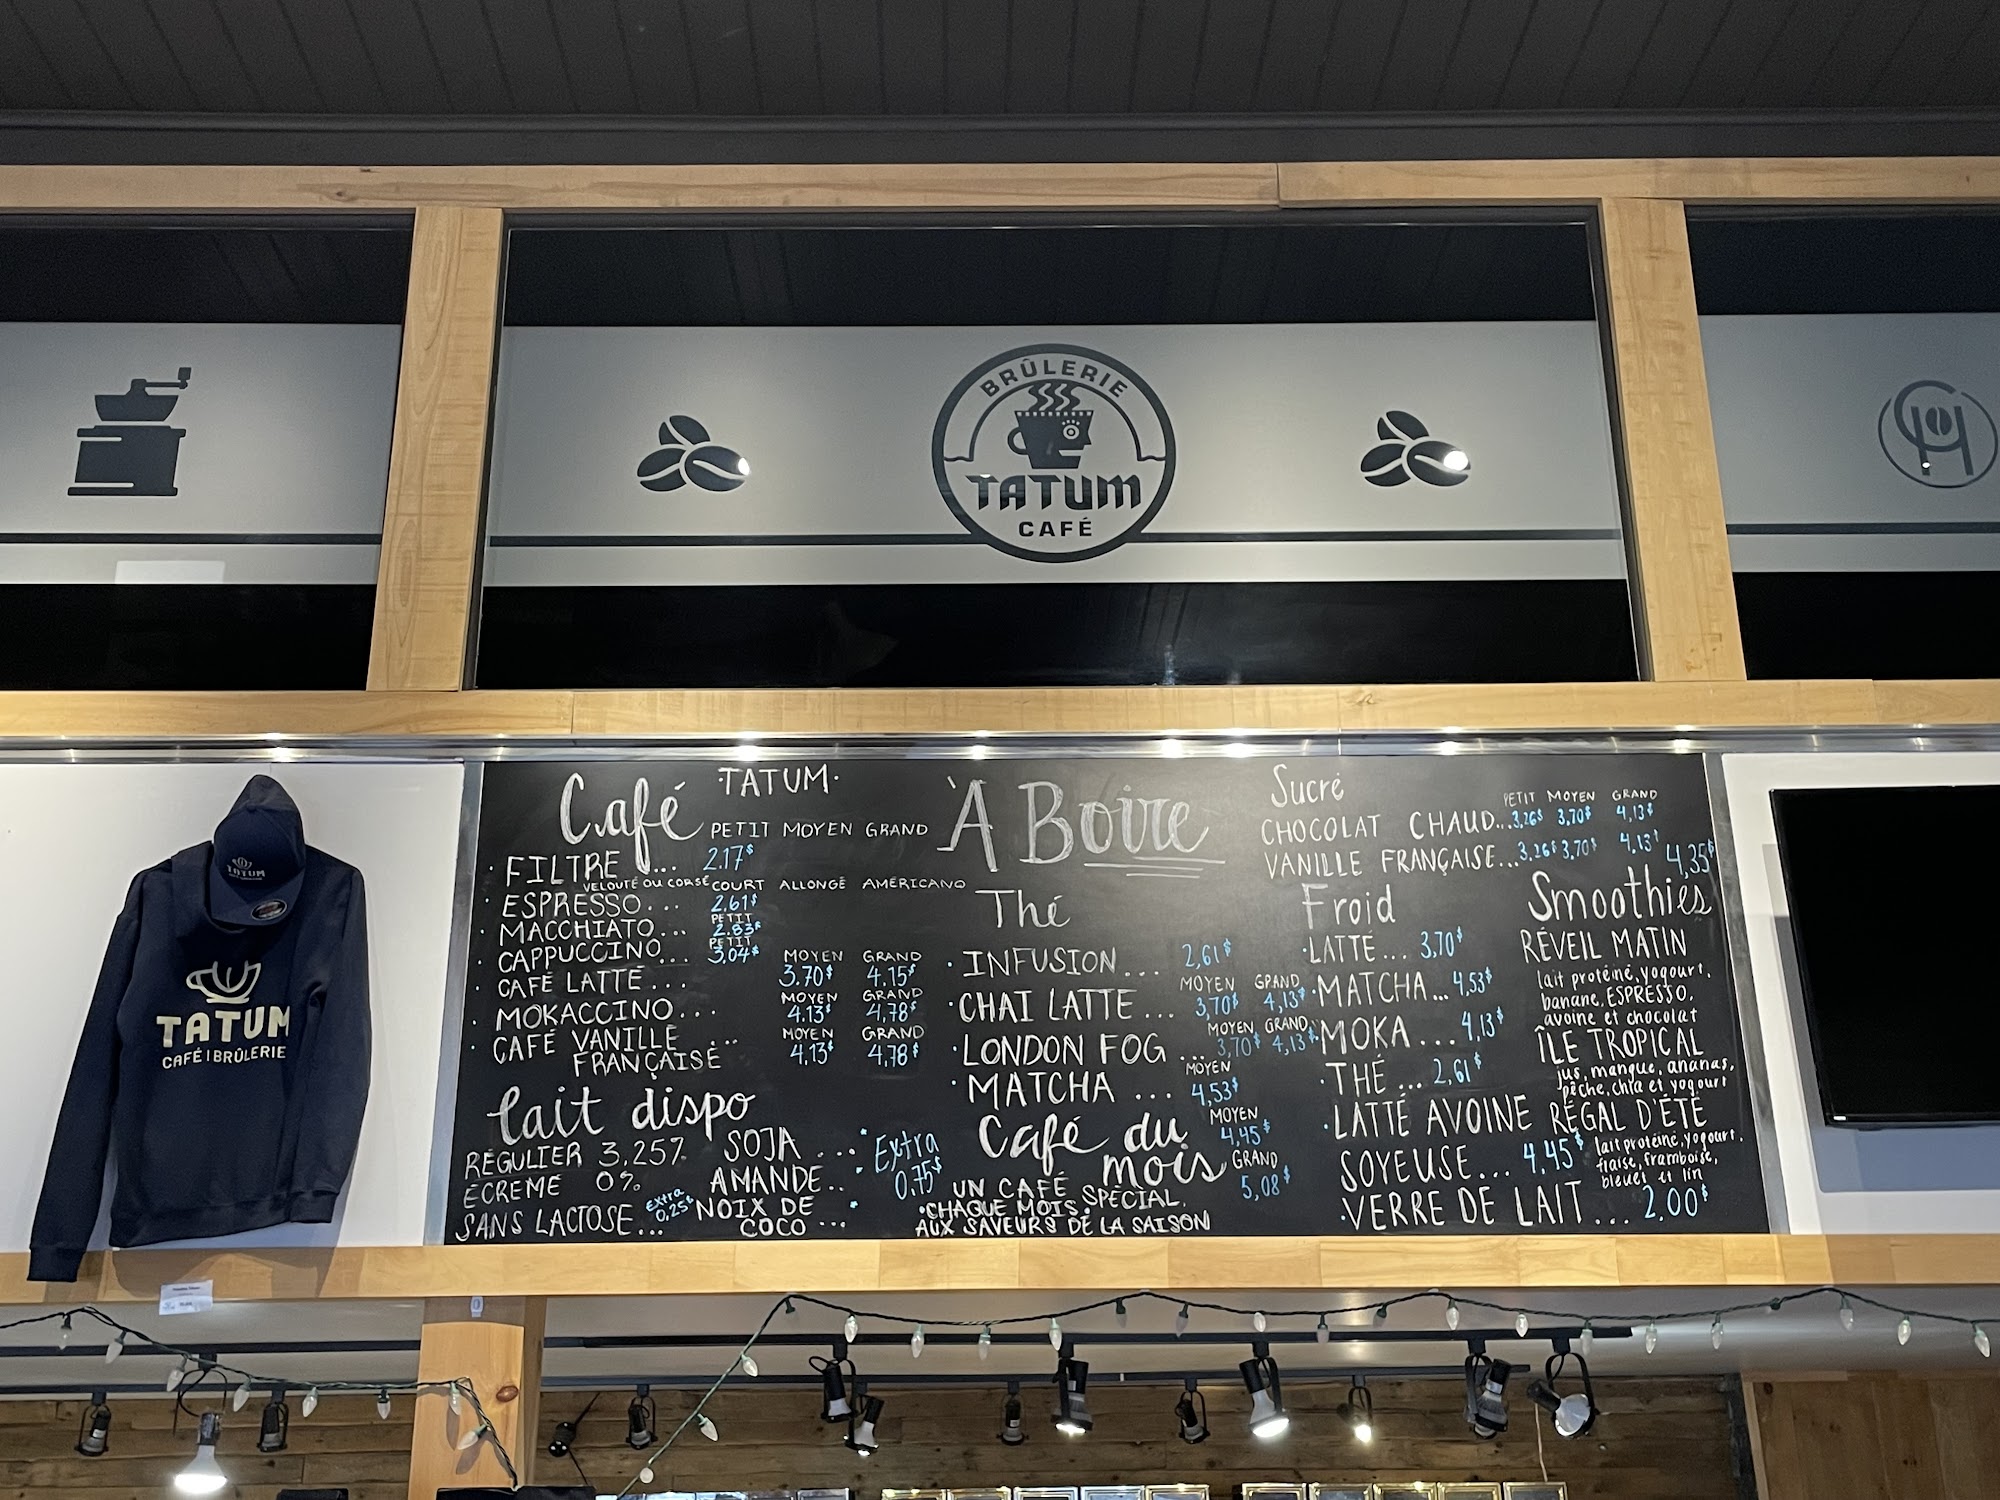 BRÛLERIE
TATUM
CAFÉ
CH
TATUM
TATUM
CAFÉ | BRÛLERIE
Café ·TATUM·
PETIT MOYEN GRAND
· FILTRE ... 2.17$
VELOUTÉ OU CORSÉ
COURT ALLONGÉ AMÉRICANO
· ESPRESSO... 2.61$
PETIT
· MACCHIATO... 2.83$
PETIT
· CAPPUCCINO... 3.04$
MOYEN GRAND
· CAFÉ LATTÉ... 3.70$ 4.15$
MOYEN GRAND
· MOKACCINO... 4.13$ 4.78$
MOYEN GRAND
· CAFÉ VANILLE ... 4.13$ 4.78$
FRANÇAISE
lait dispo
RÉGULIER 3,25%
ÉCRÉMÉ 0%
SANS LACTOSE... Extra 0,25$
SOJA ...
AMANDE..
NOIX DE
COCO ...
Extra
0.75$
À Boire
Thé
· INFUSION... 2,61$
MOYEN GRAND
· CHAI LATTE ... 3,70$ 4,13$
MOYEN GRAND
· LONDON FOG ... 3,70$ 4,13$
MOYEN
· MATCHA ... 4,53$
Café du
mois
MOYEN
4,45$
GRAND
5,08$
UN CAFÉ SPÉCIAL,
· CHAQUE MOIS.
AUX SAVEURS DE LA SAISON
Sucré
PETIT MOYEN GRAND
CHOCOLAT CHAUD...3,26$ 3,70$ 4,13$
VANILLE FRANÇAISE...3,26$ 3,70$ 4,13$
Froid
· LATTÉ... 3,70$
· MATCHA... 4,53$
· MOKA... 4,13$
· THÉ ... 2,61$
· LATTÉ AVOINE
SOYEUSE... 4,45$
· VERRE DE LAIT... 2,00$
4,35$
Smoothies
RÉVEIL MATIN
lait protéiné, yogourt,
banane, ESPRESSO,
avoine et chocolat
ÎLE TROPICAL
jus, mangue, ananas,
pêche, chia et yogourt
RÉGAL D'ÉTÉ
lait protéiné, yogourt,
fraise, framboise,
bleuet et lin